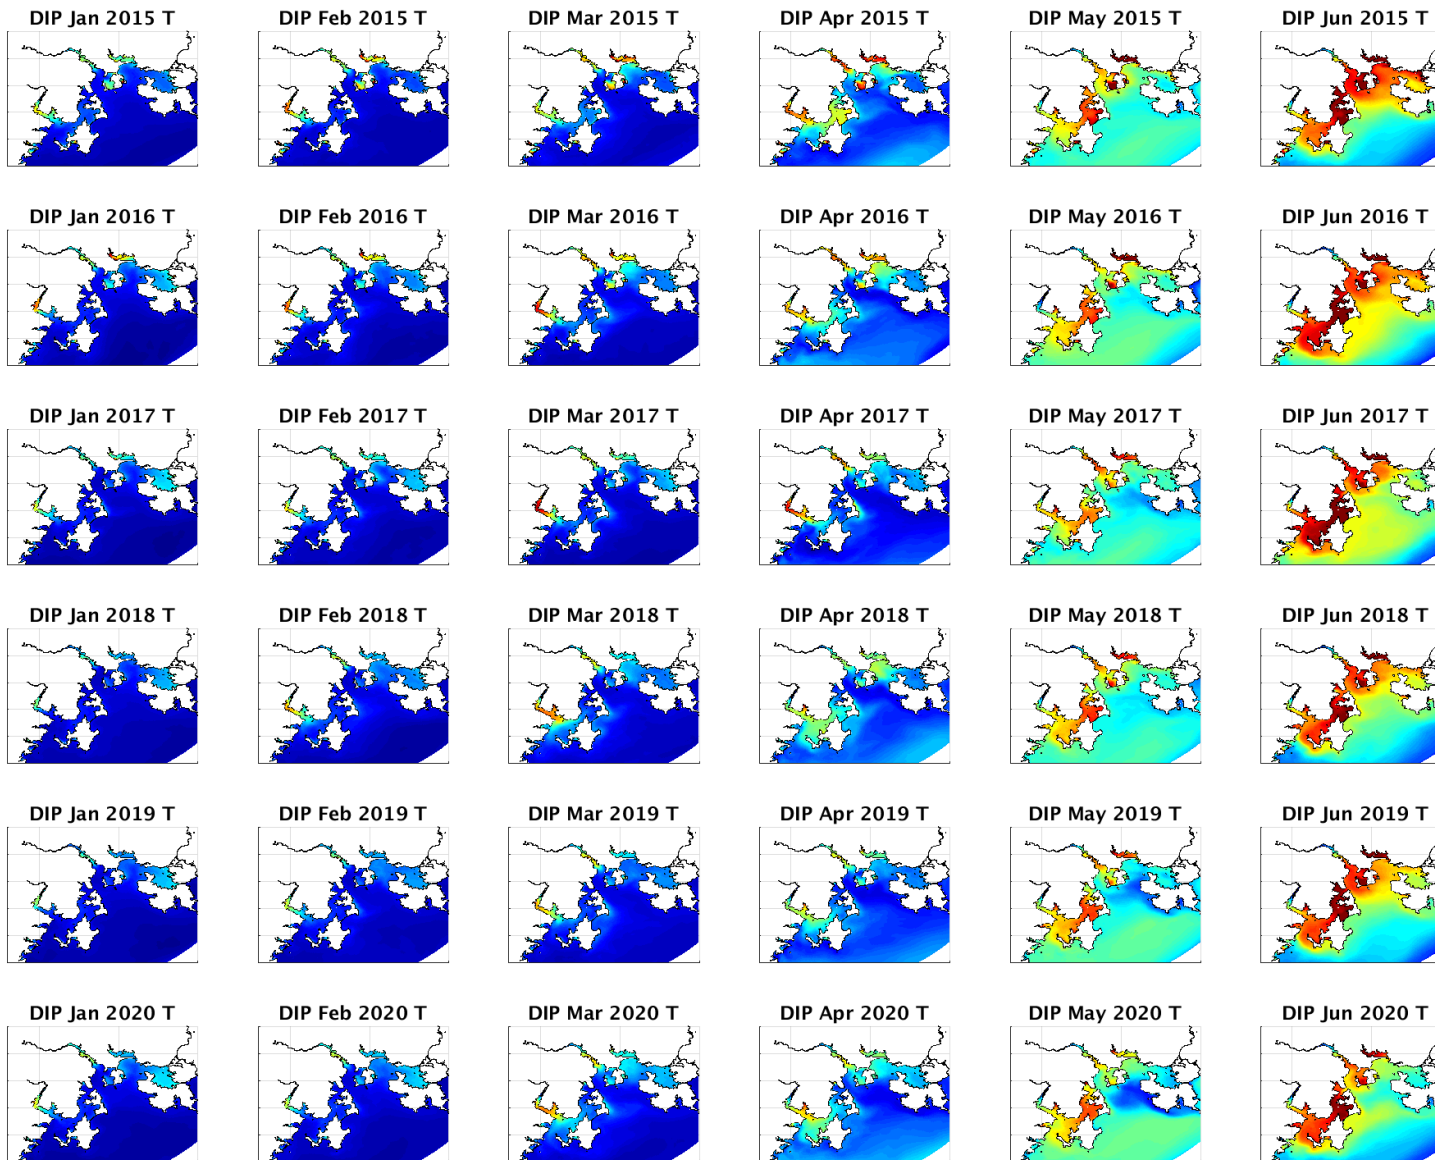 DIP Jan 2015 T DIP Feb 2015 T DIP Mar 2015 T DIP Apr 2015 T DIP May 2015 T DIP Jun 2015 T
DIP Jan 2016 T DIP Feb 2016 T DIP Mar 2016 T DIP Apr 2016 T DIP May 2016 T DIP Jun 2016 T
DIP Jan 2017 T DIP Feb 2017 T DIP Mar 2017 T DIP Apr 2017 T DIP May 2017 T DIP Jun 2017 T
DIP Jan 2018 T DIP Feb 2018 T DIP Mar 2018 T DIP Apr 2018 T DIP May 2018 T DIP Jun 2018 T
DIP Jan 2019 T DIP Feb 2019 T DIP Mar 2019 T DIP Apr 2019 T DIP May 2019 T DIP Jun 2019 T
DIP Jan 2020 T DIP Feb 2020 T DIP Mar 2020 T DIP Apr 2020 T DIP May 2020 T DIP Jun 2020 T